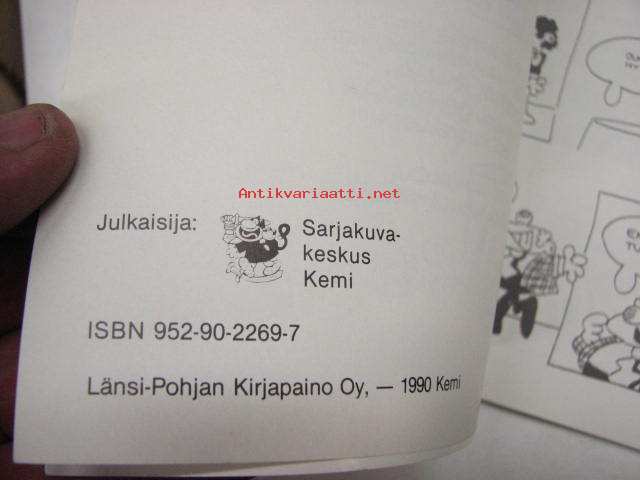 Antikvariaatti.net
Julkaisija:
Sarjakuva-
keskus
Kemi
ISBN 952-90-2269-7
Länsi-Pohjan Kirjapaino Oy, — 1990 Kemi